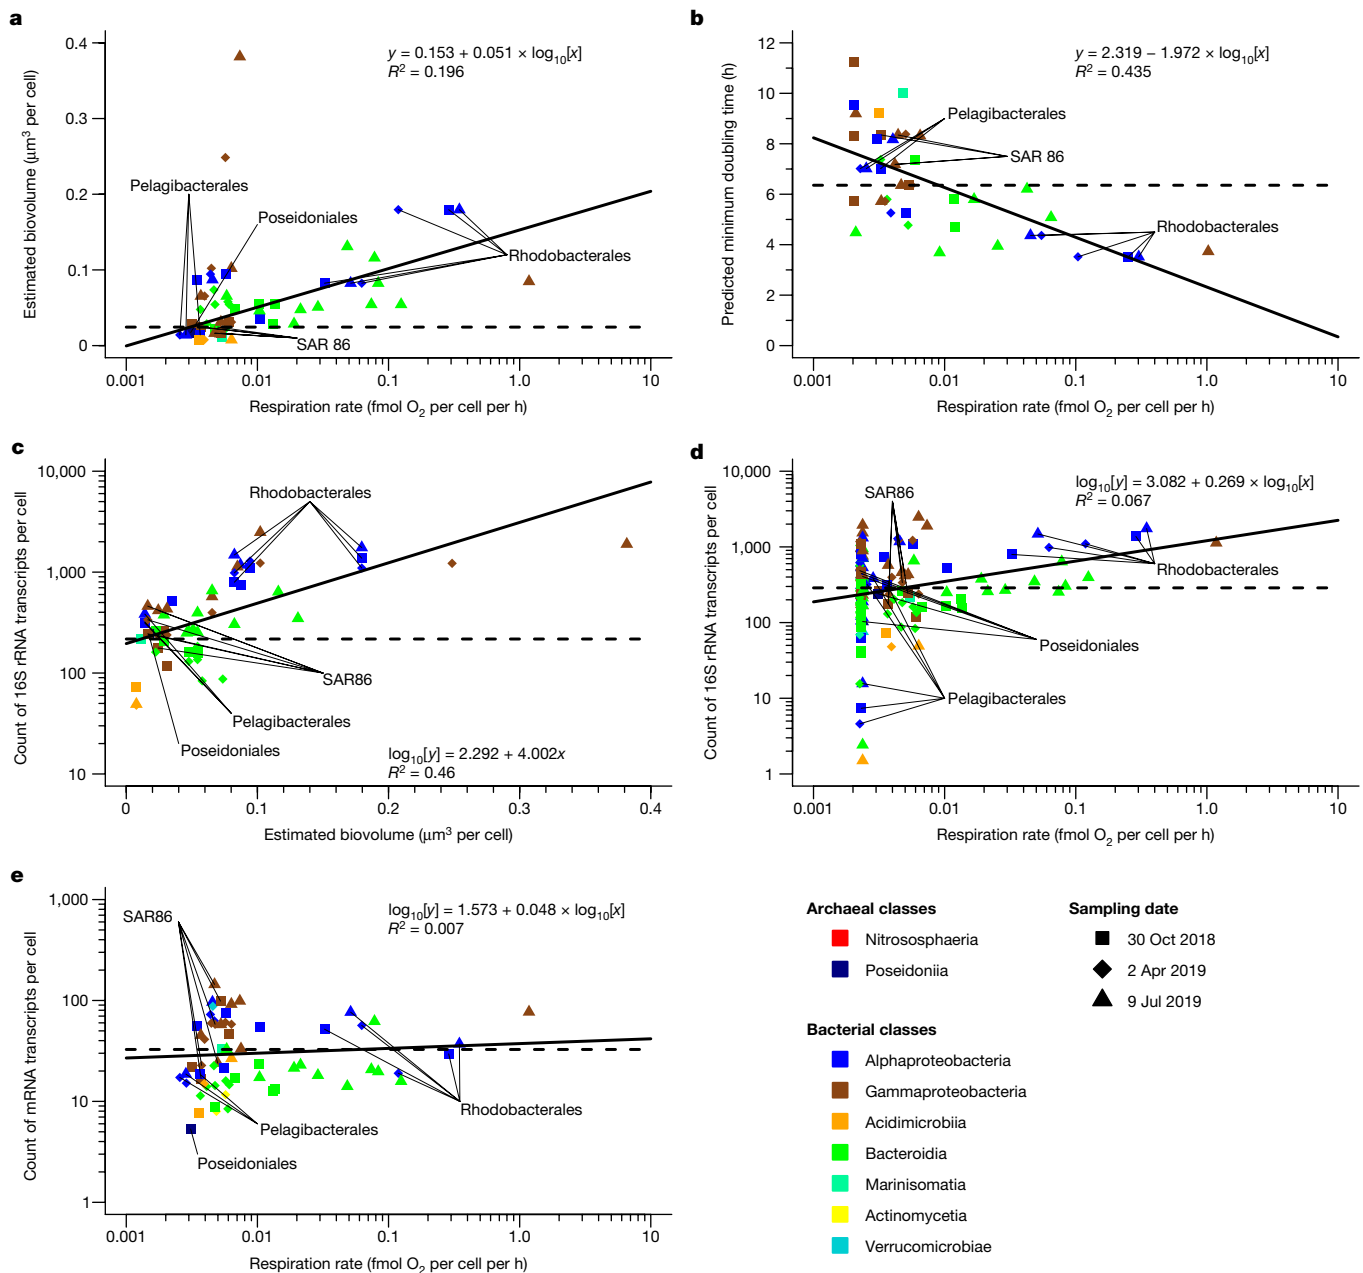 a
Estimated biovolume (μm³ per cell)
0.4
0.3
0.2
0.1
0
y = 0.153 + 0.051 × log₁₀[x]
R² = 0.196
Pelagibacterales
Poseidoniales
Rhodobacterales
SAR 86
0.001
0.01
0.1
1.0
10
Respiration rate (fmol O₂ per cell per h)
b
Predicted minimum doubling time (h)
12
10
8
6
4
2
0
y = 2.319 − 1.972 × log₁₀[x]
R² = 0.435
Pelagibacterales
SAR 86
Rhodobacterales
0.001
0.01
0.1
1.0
10
Respiration rate (fmol O₂ per cell per h)
c
Count of 16S rRNA transcripts per cell
10,000
1,000
100
10
Rhodobacterales
SAR86
Pelagibacterales
Poseidoniales
log₁₀[y] = 2.292 + 4.002x
R² = 0.46
0
0.1
0.2
0.3
0.4
Estimated biovolume (μm³ per cell)
d
Count of 16S rRNA transcripts per cell
10,000
1,000
100
10
1
SAR86
log₁₀[y] = 3.082 + 0.269 × log₁₀[x]
R² = 0.067
Rhodobacterales
Poseidoniales
Pelagibacterales
0.001
0.01
0.1
1.0
10
Respiration rate (fmol O₂ per cell per h)
e
Count of mRNA transcripts per cell
1,000
100
10
1
SAR86
log₁₀[y] = 1.573 + 0.048 × log₁₀[x]
R² = 0.007
Rhodobacterales
Pelagibacterales
Poseidoniales
0.001
0.01
0.1
1.0
10
Respiration rate (fmol O₂ per cell per h)
Archaeal classes
Nitrososphaeria
Poseidoniia
Bacterial classes
Alphaproteobacteria
Gammaproteobacteria
Acidimicrobiia
Bacteroidia
Marinisomatia
Actinomycetia
Verrucomicrobiae
Sampling date
30 Oct 2018
2 Apr 2019
9 Jul 2019